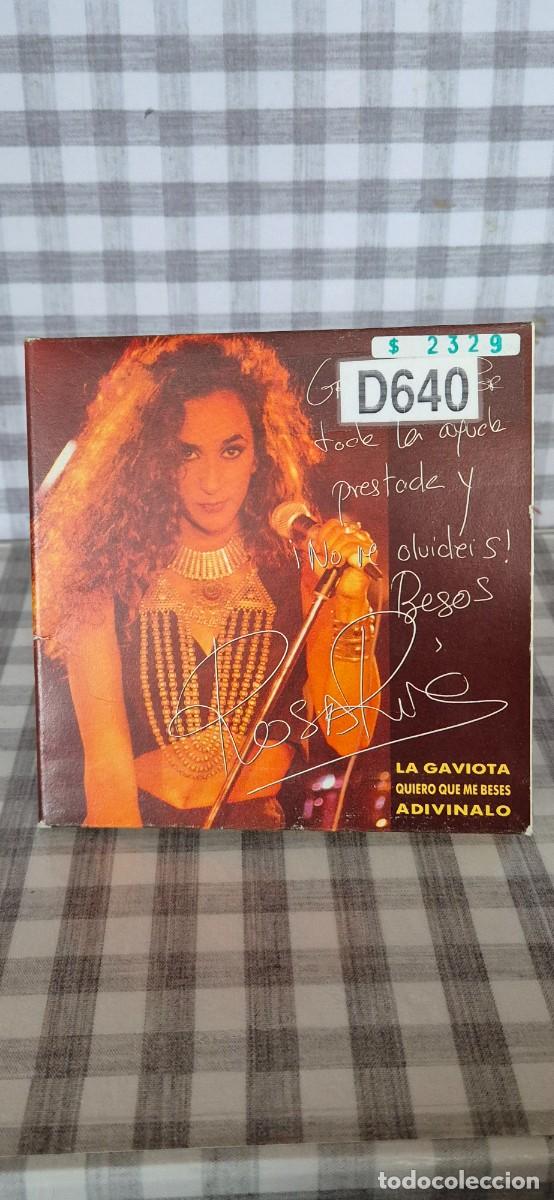 $ 2329
D640
toda la ayuda
prestada y
¡No me olvideis!
Besos
Rosario
LA GAVIOTA
QUIERO QUE ME BESES
ADIVINALO
todocoleccion